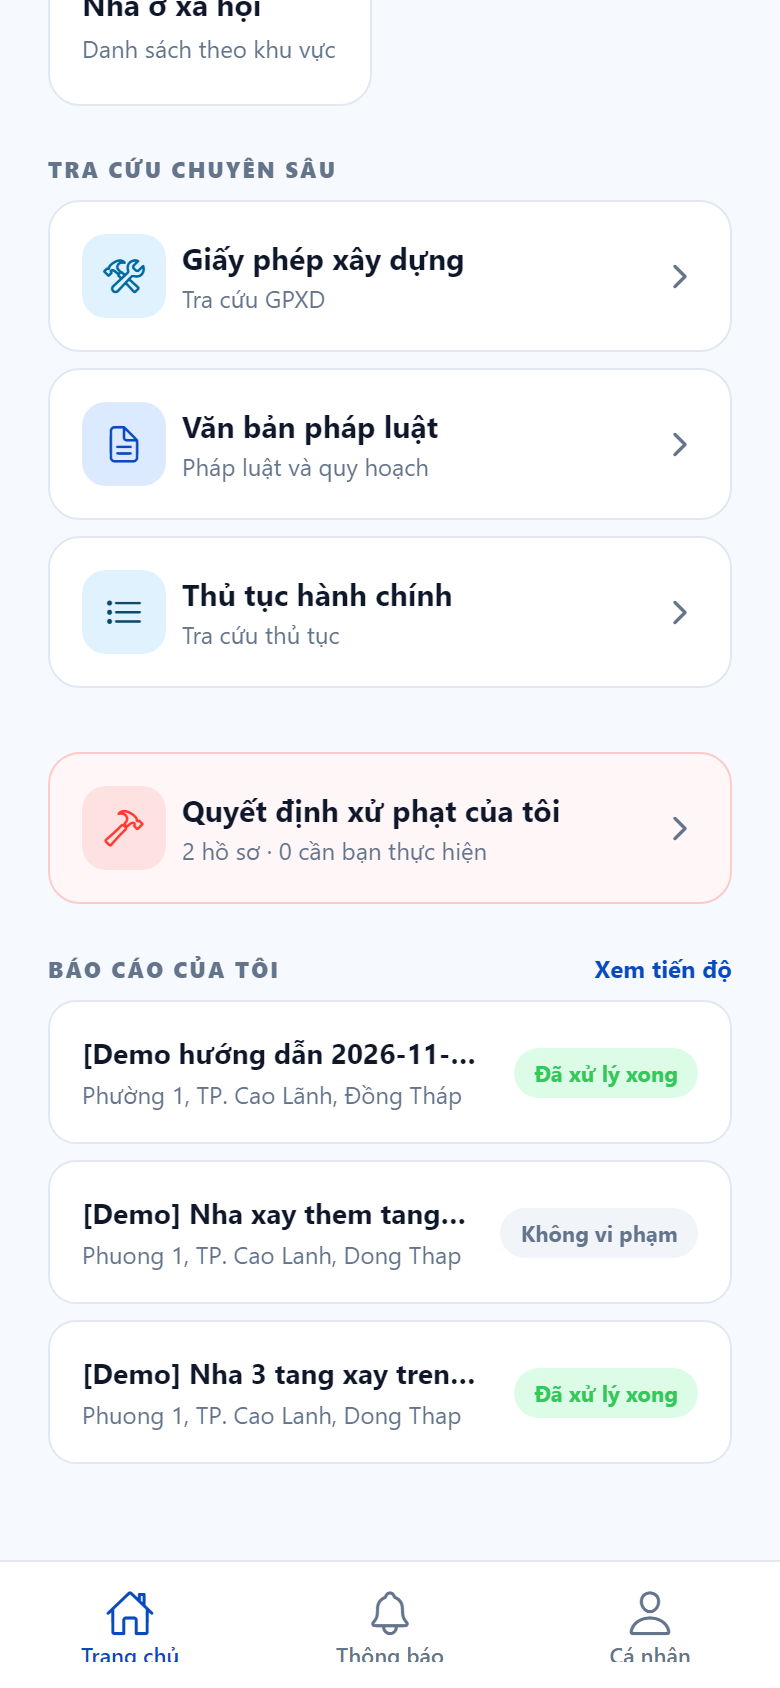 Nhà ở xã hội
Danh sách theo khu vực
TRA CỨU CHUYÊN SÂU
Giấy phép xây dựng
Tra cứu GPXD
Văn bản pháp luật
Pháp luật và quy hoạch
Thủ tục hành chính
Tra cứu thủ tục
Quyết định xử phạt của tôi
2 hồ sơ · 0 cần bạn thực hiện
BÁO CÁO CỦA TÔI
Xem tiến độ
[Demo hướng dẫn 2026-11-...
Phường 1, TP. Cao Lãnh, Đồng Tháp
Đã xử lý xong
[Demo] Nha xay them tang...
Phuong 1, TP. Cao Lanh, Dong Thap
Không vi phạm
[Demo] Nha 3 tang xay tren...
Phuong 1, TP. Cao Lanh, Dong Thap
Đã xử lý xong
Trang chủ
Thông báo
Cá nhân